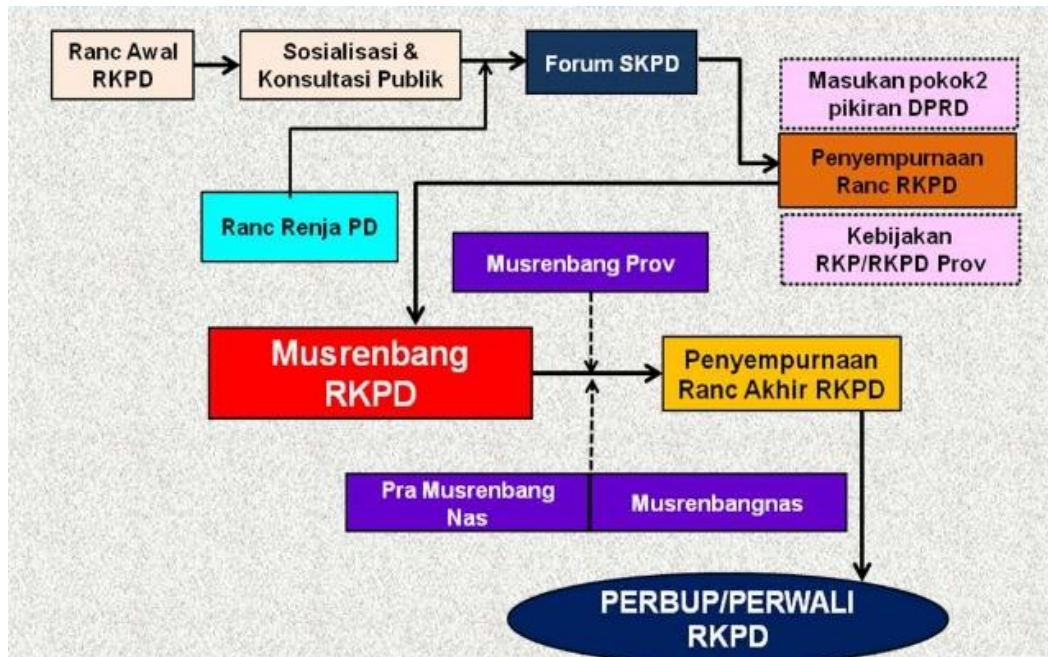 Ranc Awal
RKPD
Sosialisasi &
Konsultasi Publik
Forum SKPD
Masukan pokok2
pikiran DPRD
Penyempurnaan
Ranc RKPD
Ranc Renja PD
Kebijakan
RKP/RKPD Prov
Musrenbang Prov
Musrenbang
RKPD
Penyempurnaan
Ranc Akhir RKPD
Pra Musrenbang
Nas
Musrenbangnas
PERBUP/PERWALI
RKPD